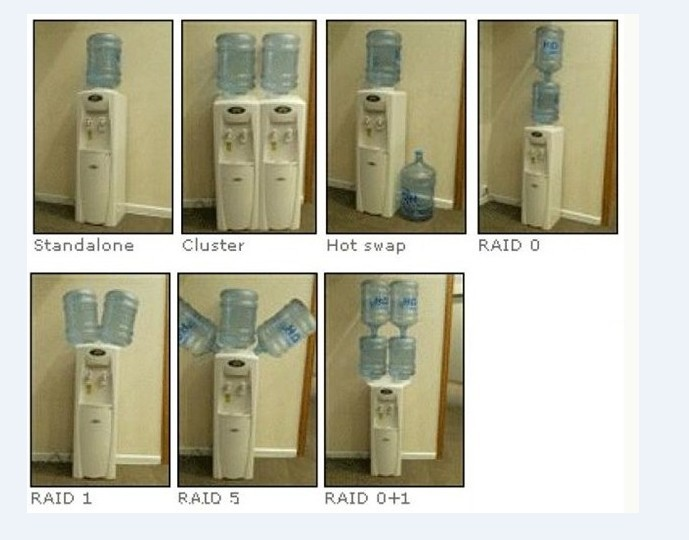 Standalone
Cluster
Hot swap
RAID 0
RAID 1
RAID 5
RAID 0+1